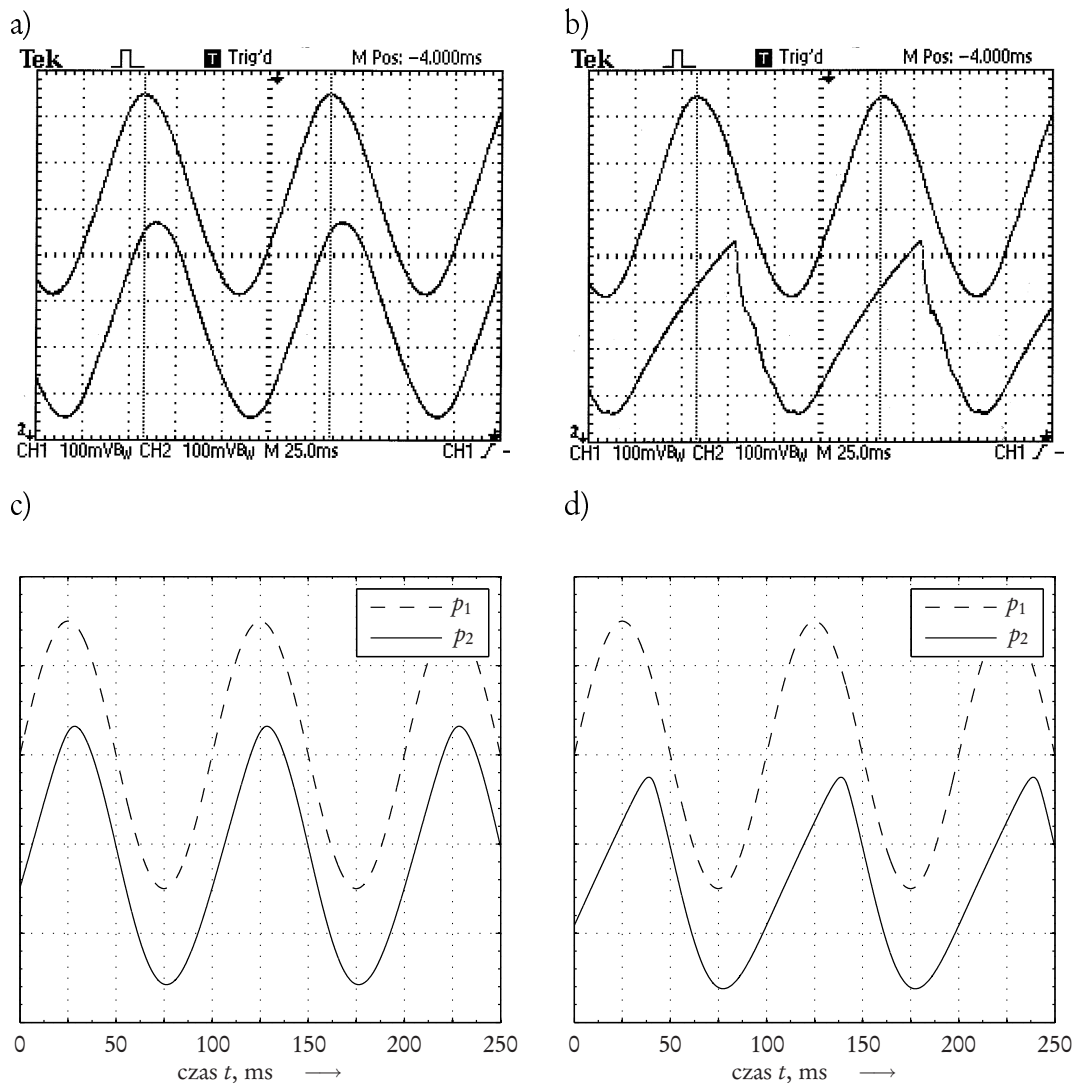 a)
Tek T Trig'd M Pos: -4.000ms
2
CH1 100mVBW CH2 100mVBW M 25.0ms CH1 -
b)
Tek T Trig'd M Pos: -4.000ms
2
CH1 100mVBW CH2 100mVBW M 25.0ms CH1 -
c)
p1
p2
0 50 100 150 200 250
czas t, ms →
d)
p1
p2
0 50 100 150 200 250
czas t, ms →